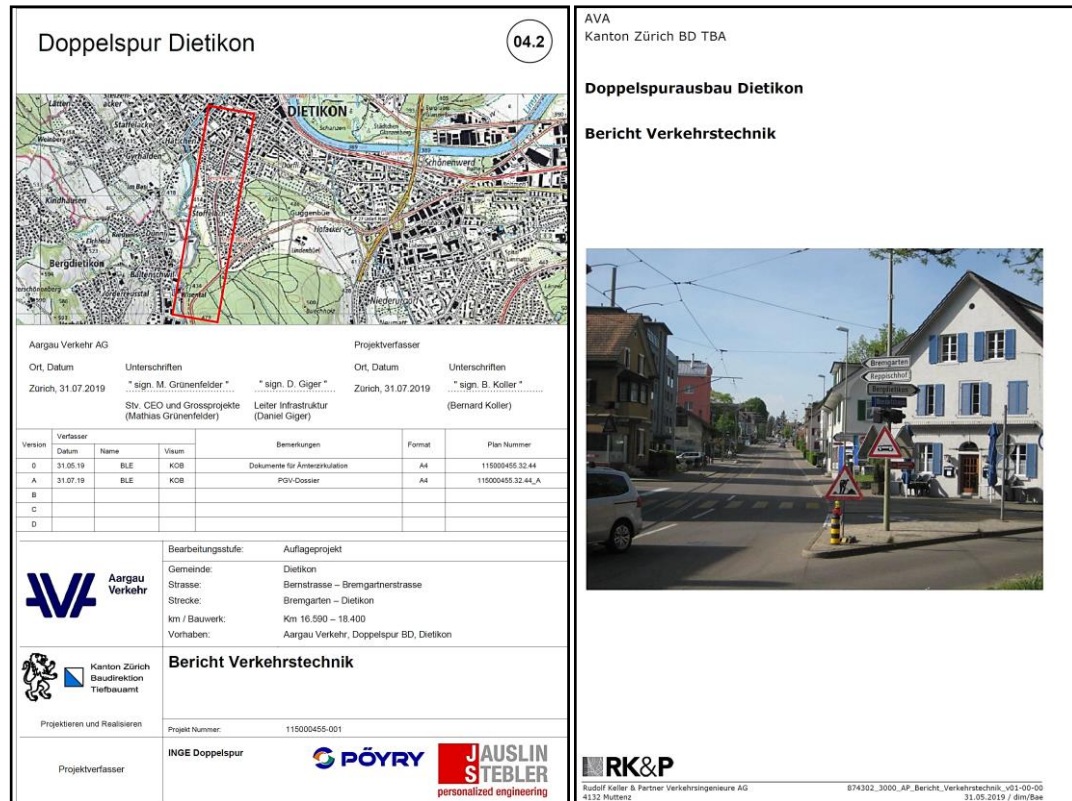 Doppelspur Dietikon
04.2
DIETIKON
Schönenwerd
Guggenbüel
Hofacker
Kindhausen
Bergdietikon
Baltenschwil
Gyrhalden
Aargau Verkehr AG
Projektverfasser
Ort, Datum
Unterschriften
Ort, Datum
Unterschriften
Zürich, 31.07.2019
" sign. M. Grünenfelder "
" sign. D. Giger "
Zürich, 31.07.2019
" sign. B. Koller "
Stv. CEO und Grossprojekte
(Mathias Grünenfelder)
Leiter Infrastruktur
(Daniel Giger)
(Bernard Koller)
Version
Verfasser
Datum
Name
Visum
Bemerkungen
Format
Plan Nummer
0 31.05.19 BLE KOB Dokumente für Ämterzirkulation A4 115000455.32.44
A 31.07.19 BLE KOB PGV-Dossier A4 115000455.32.44_A
B
C
D
Aargau
Verkehr
Bearbeitungsstufe: Auflageprojekt
Gemeinde: Dietikon
Strasse: Bernstrasse – Bremgartnerstrasse
Strecke: Bremgarten – Dietikon
km / Bauwerk: Km 16.590 – 18.400
Vorhaben: Aargau Verkehr, Doppelspur BD, Dietikon
Kanton Zürich
Baudirektion
Tiefbauamt
Projektieren und Realisieren
Bericht Verkehrstechnik
Projekt Nummer: 115000455-001
Projektverfasser
INGE Doppelspur
PÖYRY
JAUSLIN
STEBLER
personalized engineering
AVA
Kanton Zürich BD TBA
Doppelspurausbau Dietikon
Bericht Verkehrstechnik
Bremgarten
Reppischhof
Bergdietikon
RK&P
Rudolf Keller & Partner Verkehrsingenieure AG
4132 Muttenz
874302_3000_AP_Bericht_Verkehrstechnik_v01-00-00
31.05.2019 / dim/Bae